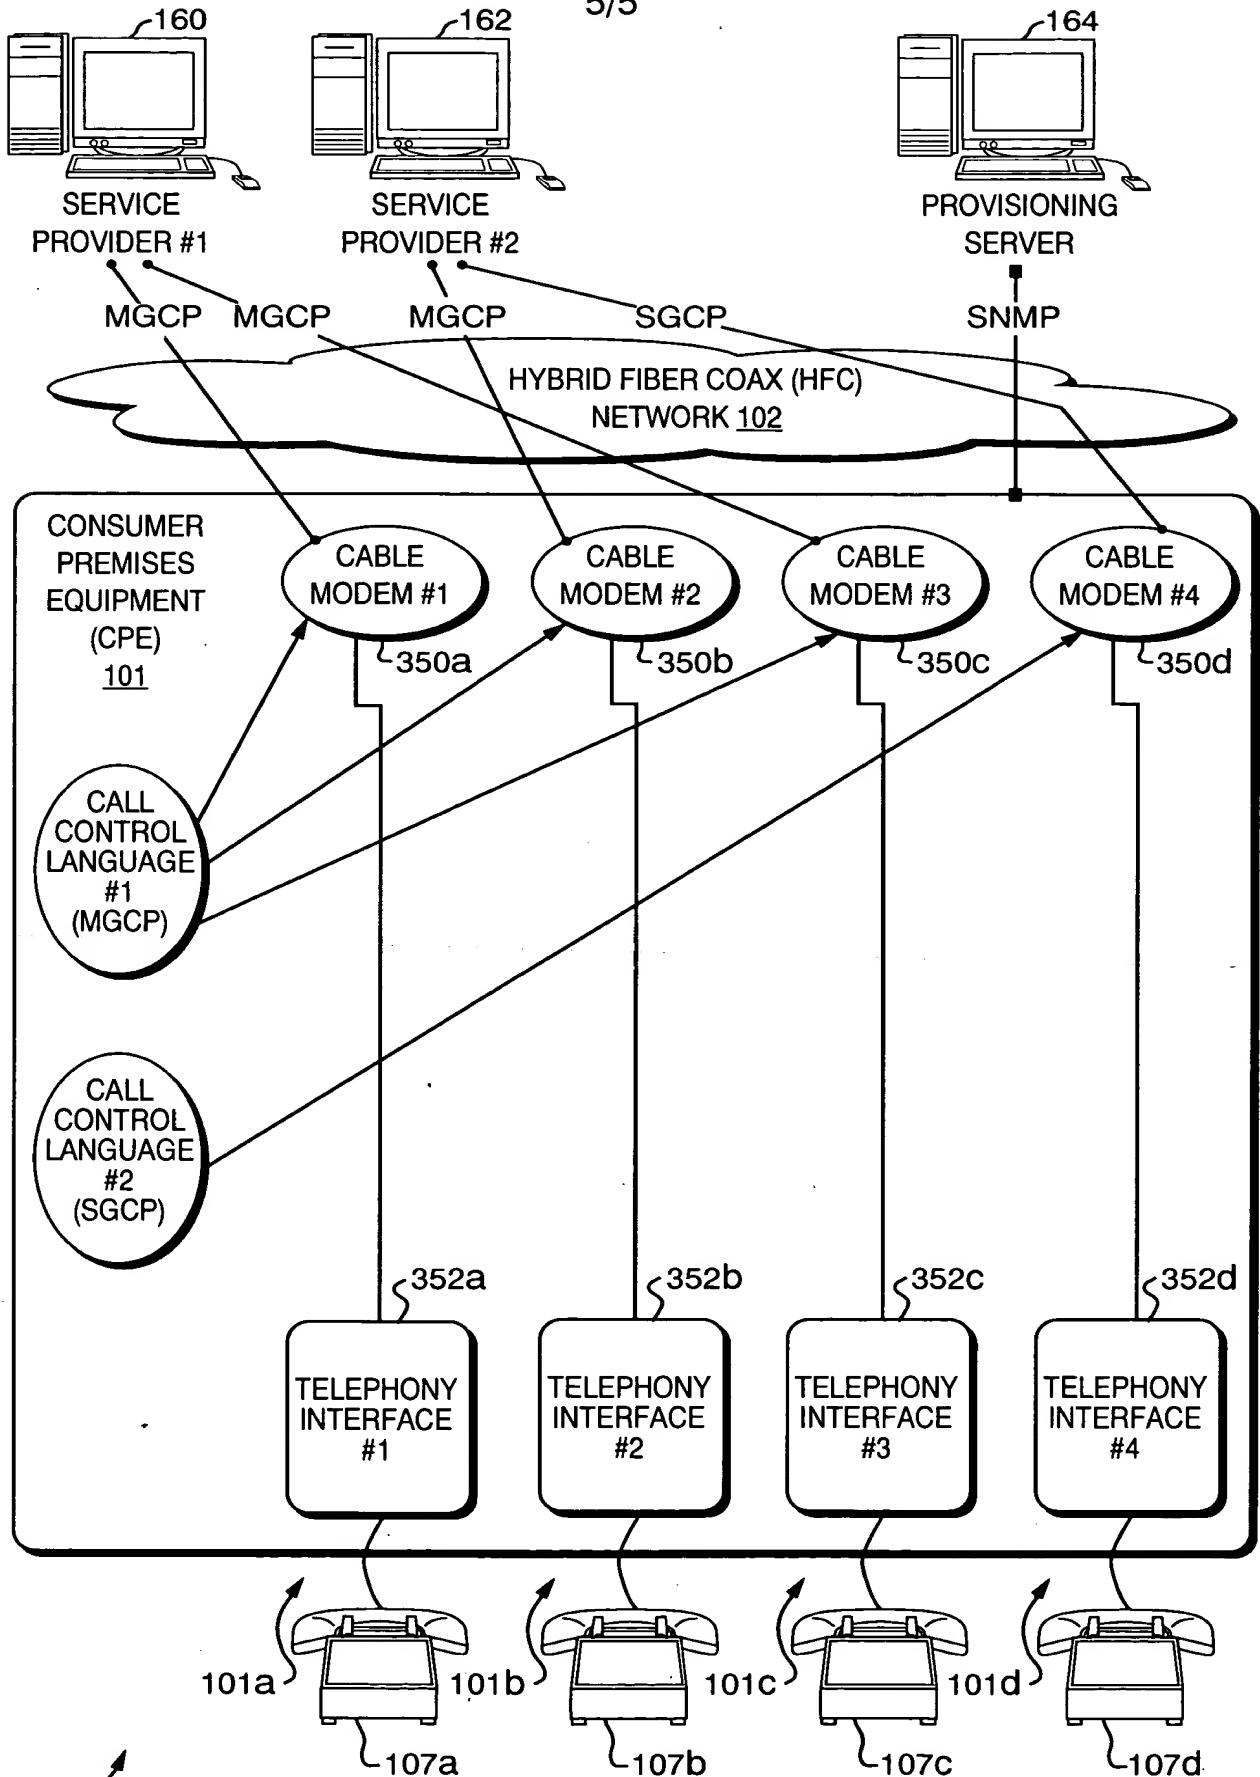 5/5
160
162
164
SERVICE
PROVIDER #1
SERVICE
PROVIDER #2
PROVISIONING
SERVER
MGCP
MGCP
MGCP
SGCP
SNMP
HYBRID FIBER COAX (HFC)
NETWORK 102
CONSUMER
PREMISES
EQUIPMENT
(CPE)
101
CABLE
MODEM #1
CABLE
MODEM #2
CABLE
MODEM #3
CABLE
MODEM #4
350a
350b
350c
350d
CALL
CONTROL
LANGUAGE
#1
(MGCP)
CALL
CONTROL
LANGUAGE
#2
(SGCP)
352a
352b
352c
352d
TELEPHONY
INTERFACE
#1
TELEPHONY
INTERFACE
#2
TELEPHONY
INTERFACE
#3
TELEPHONY
INTERFACE
#4
101a
101b
101c
101d
107a
107b
107c
107d